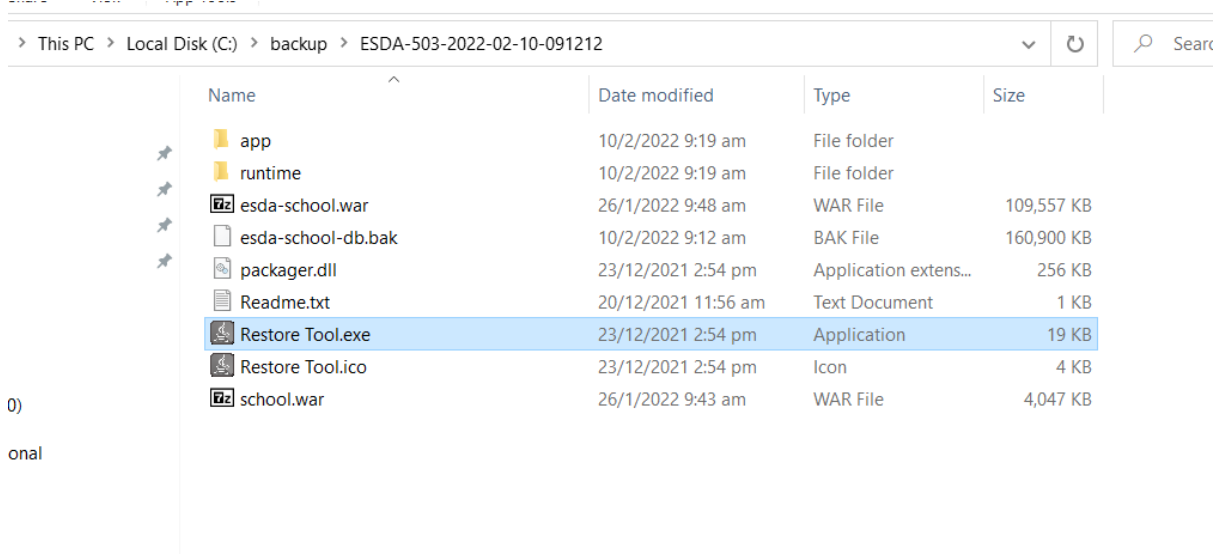 This PC > Local Disk (C:) > backup > ESDA-503-2022-02-10-091212
Name Date modified Type Size
app 10/2/2022 9:19 am File folder
runtime 10/2/2022 9:19 am File folder
esda-school.war 26/1/2022 9:48 am WAR File 109,557 KB
esda-school-db.bak 10/2/2022 9:12 am BAK File 160,900 KB
packager.dll 23/12/2021 2:54 pm Application extens... 256 KB
Readme.txt 20/12/2021 11:56 am Text Document 1 KB
Restore Tool.exe 23/12/2021 2:54 pm Application 19 KB
Restore Tool.ico 23/12/2021 2:54 pm Icon 4 KB
school.war 26/1/2022 9:43 am WAR File 4,047 KB
0)
onal